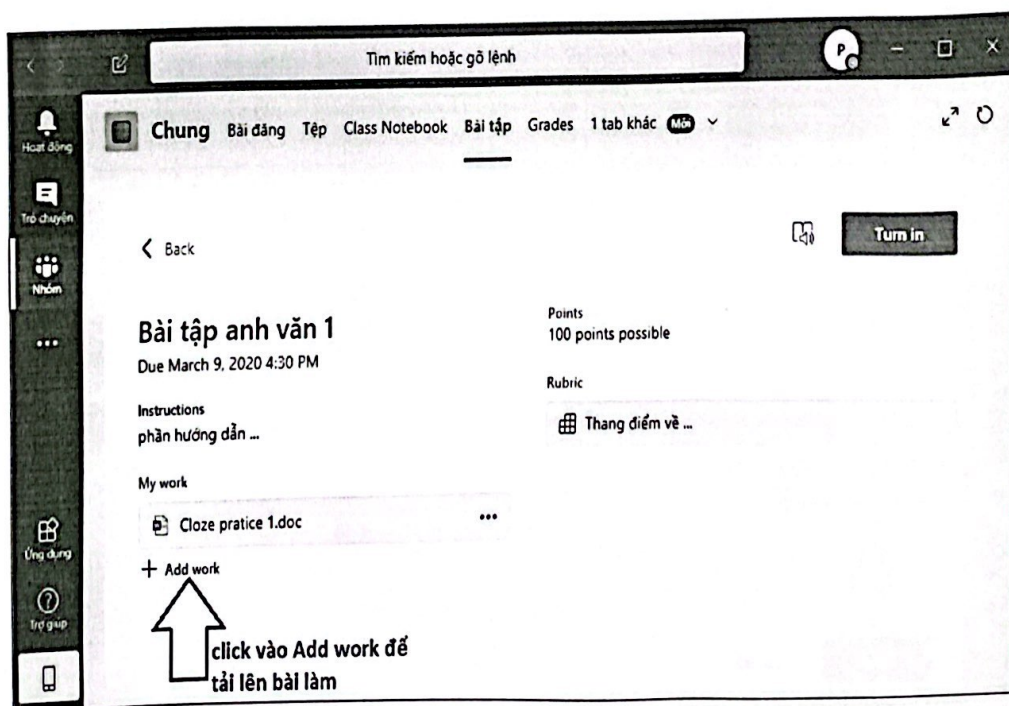 Tìm kiếm hoặc gõ lệnh
P
Hoạt động
Chung Bài đăng Tệp Class Notebook Bài tập Grades 1 tab khác Mới
Trò chuyện
Nhóm
Back
Turn in
Bài tập anh văn 1
Due March 9, 2020 4:30 PM
Instructions
phần hướng dẫn ...
My work
Cloze pratice 1.doc
+ Add work
Points
100 points possible
Rubric
Thang điểm về ...
Ứng dụng
Trợ giúp
click vào Add work để
tải lên bài làm